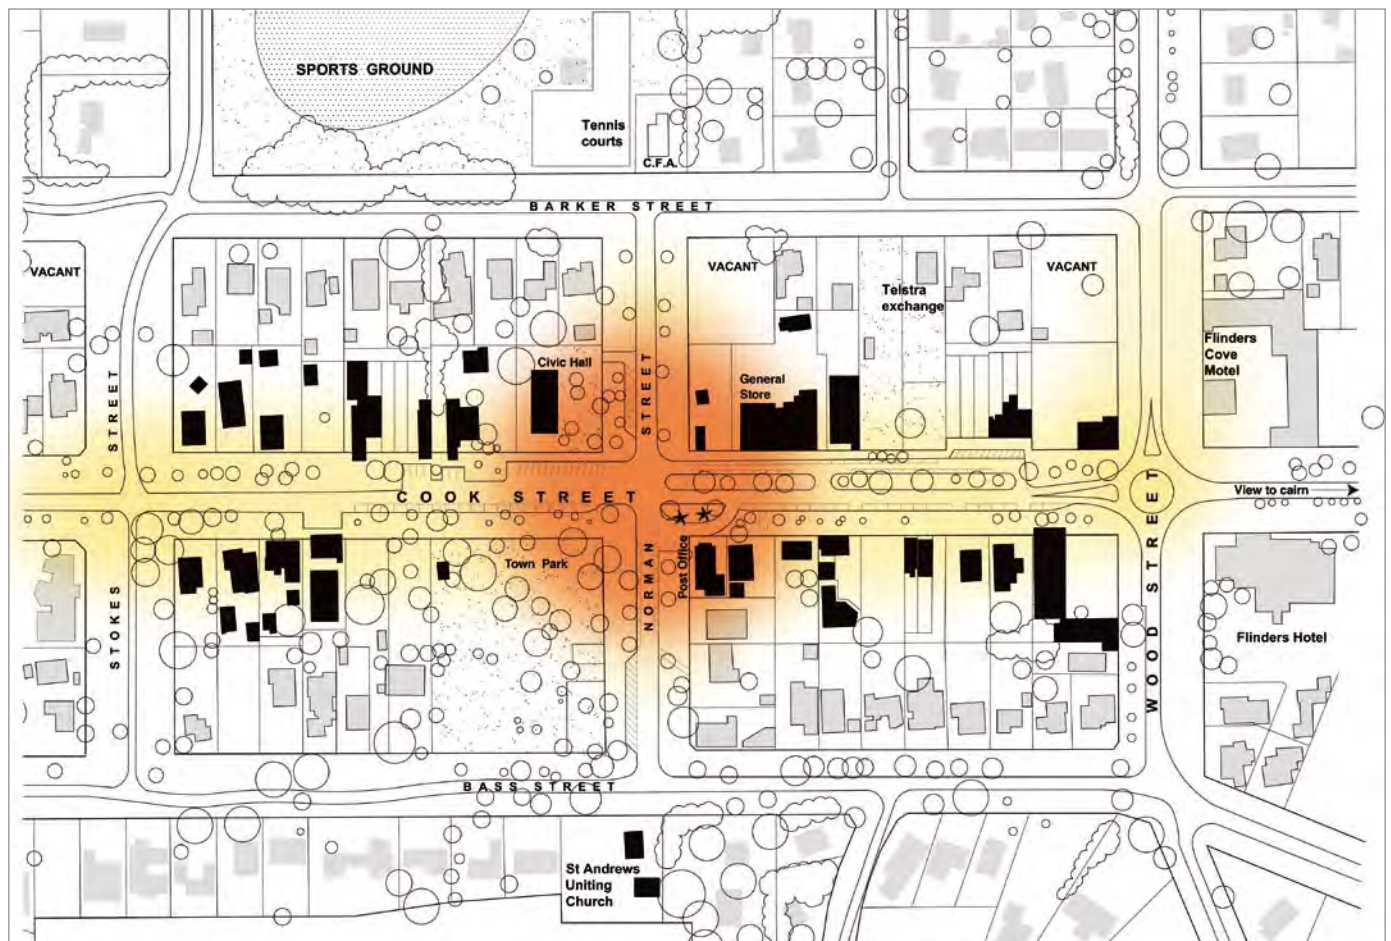 SPORTS GROUND
Tennis
courts
C.F.A.
BARKER STREET
VACANT
VACANT
VACANT
Telstra
exchange
Flinders
Cove
Motel
Civic Hall
General
Store
STREET
STREET
COOK STREET
View to cairn
Town Park
Post Office
NORMAN
STOKES
WOOD STREET
Flinders Hotel
BASS STREET
St Andrews
Uniting
Church